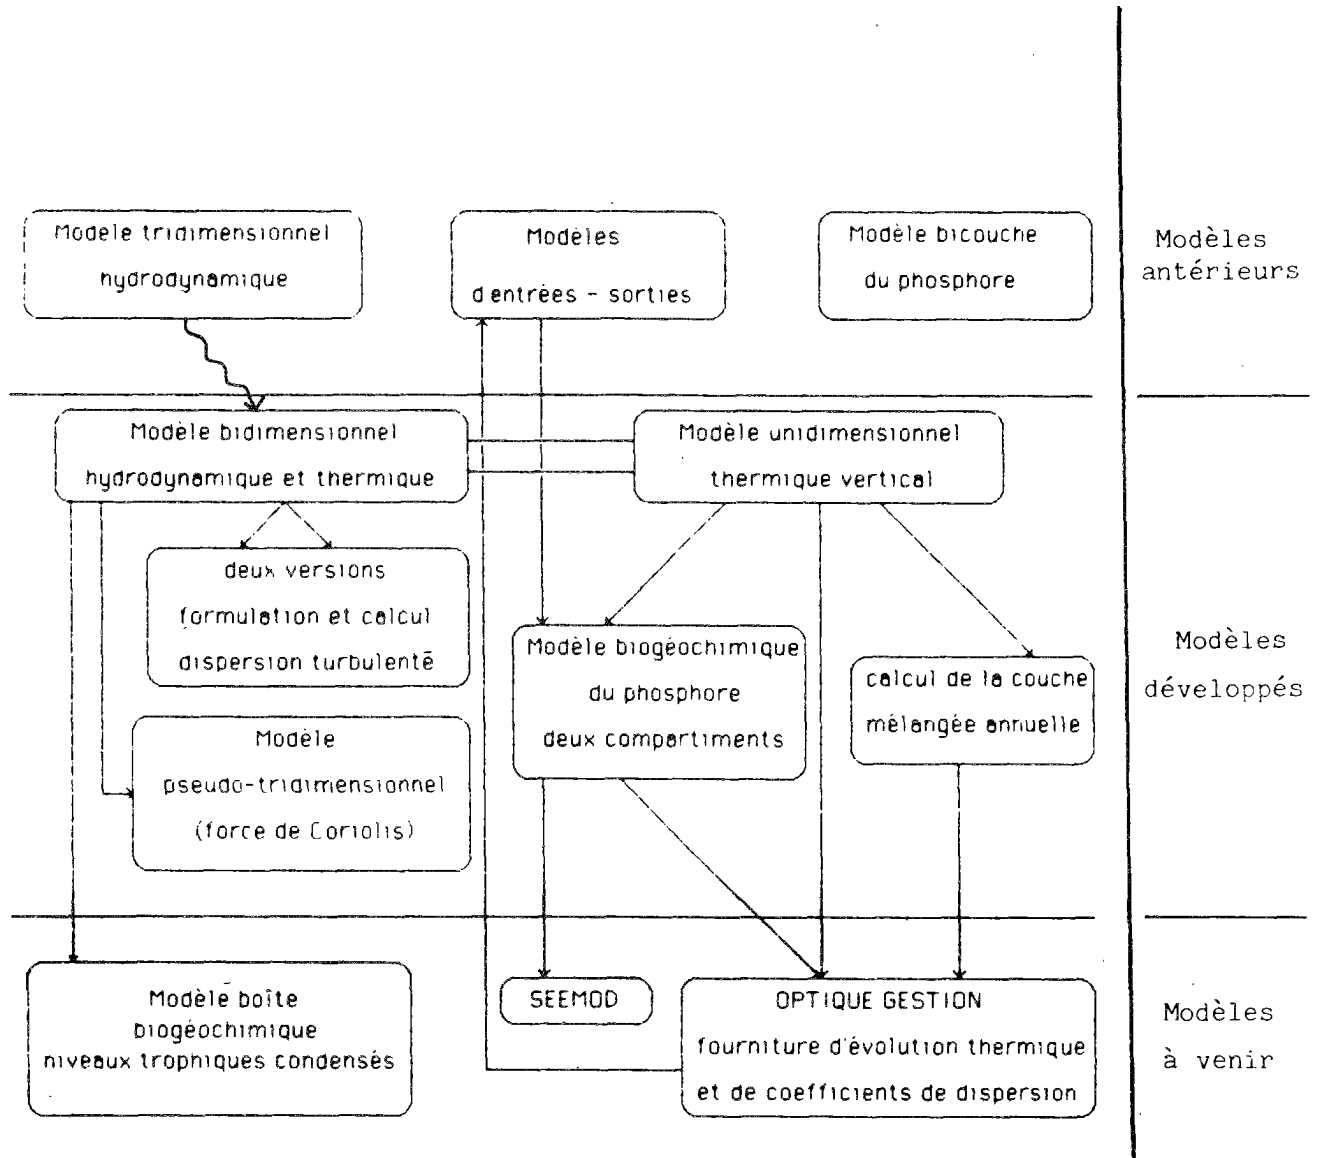 Modèle tridimensionnel
hydrodynamique
Modèles
d'entrées - sorties
Modèle bicouche
du phosphore
Modèles
antérieurs
Modèle bidimensionnel
hydrodynamique et thermique
Modèle unidimensionnel
thermique vertical
deux versions
formulation et calcul
dispersion turbulente
Modèle biogéochimique
du phosphore
deux compartiments
calcul de la couche
mélangée annuelle
Modèles
développés
Modèle
pseudo-tridimensionnel
(force de Coriolis)
Modèle boîte
biogéochimique
niveaux trophiques condensés
SEEMOD
OPTIQUE GESTION
fourniture d'évolution thermique
et de coefficients de dispersion
Modèles
à venir